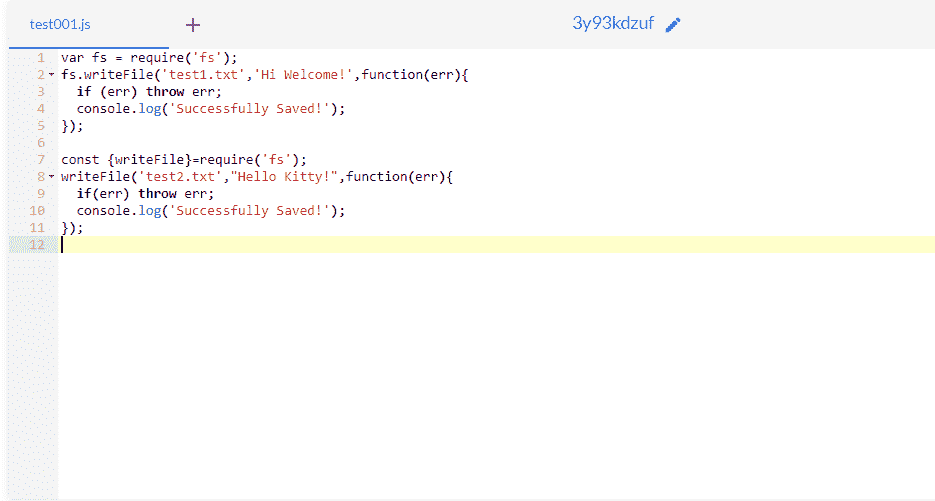 test001.js + 3y93kdzuf
1 var fs = require('fs');
2 fs.writeFile('test1.txt','Hi Welcome!',function(err){
3   if (err) throw err;
4   console.log('Successfully Saved!');
5 });
6
7 const {writeFile}=require('fs');
8 writeFile('test2.txt',"Hello Kitty!",function(err){
9   if(err) throw err;
10   console.log('Successfully Saved!');
11 });
12